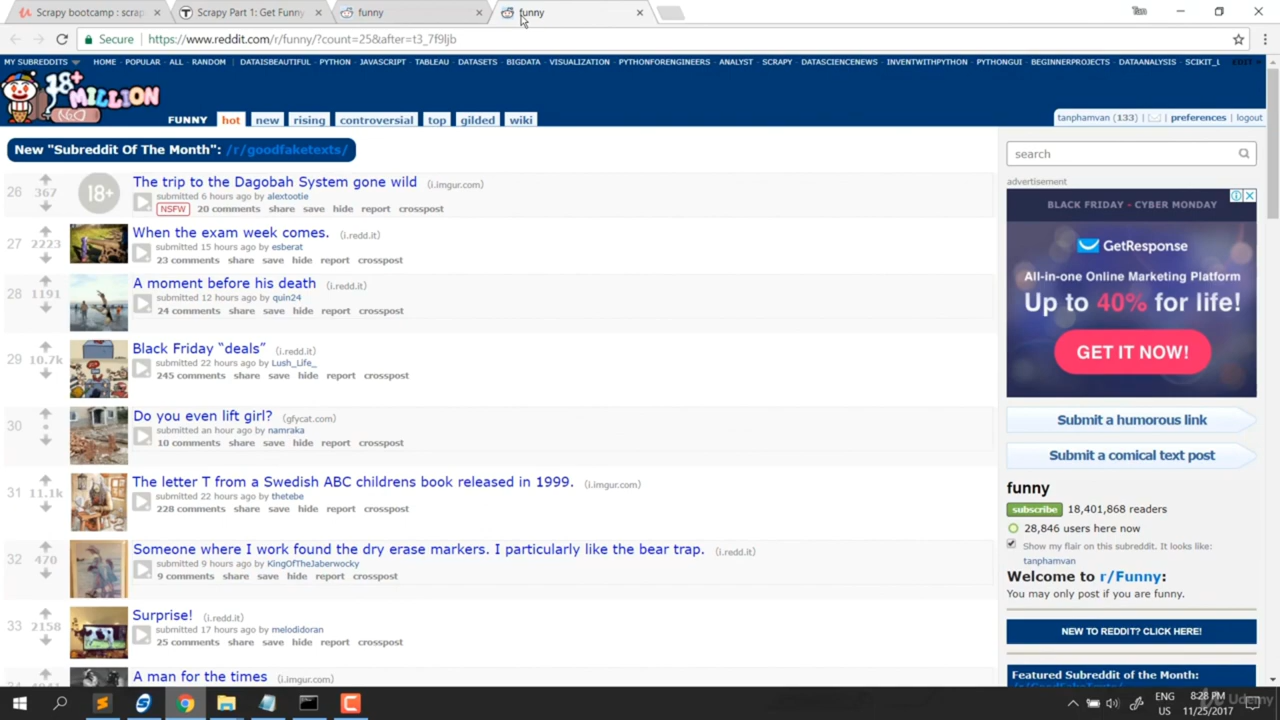 Scrapy bootcamp : scrap
Scrapy Part 1: Get Funny
funny
funny
Tan
Secure
https://www.reddit.com/r/funny/?count=25&after=t3_7f9ljb
MY SUBREDDITS HOME - POPULAR - ALL - RANDOM | DATAISBEAUTIFUL - PYTHON - JAVASCRIPT - TABLEAU - DATASETS - BIGDATA - VISUALIZATION - PYTHONFORENGINEERS - ANALYST - SCRAPY - DATASCIENCENEWS - INVENTWITHPYTHON - PYTHONGUI - BEGINNERPROJECTS - DATAANALYSIS - SCIKIT_L EDIT
18+ MILLION
FUNNY hot new rising controversial top gilded wiki
tanphamvan (133) | preferences | logout
New "Subreddit Of The Month": /r/goodfaketexts/
26 367 18+
The trip to the Dagobah System gone wild (i.imgur.com)
submitted 6 hours ago by alextootie
NSFW 20 comments share save hide report crosspost
27 2223
When the exam week comes. (i.redd.it)
submitted 15 hours ago by esberat
23 comments share save hide report crosspost
28 1191
A moment before his death (i.redd.it)
submitted 12 hours ago by quin24
24 comments share save hide report crosspost
29 10.7k
Black Friday “deals” (i.redd.it)
submitted 22 hours ago by Lush_Life_
245 comments share save hide report crosspost
30 •
Do you even lift girl? (gfycat.com)
submitted an hour ago by namraka
10 comments share save hide report crosspost
31 11.1k
The letter T from a Swedish ABC childrens book released in 1999. (i.imgur.com)
submitted 22 hours ago by thetebe
228 comments share save hide report crosspost
32 470
Someone where I work found the dry erase markers. I particularly like the bear trap. (i.redd.it)
submitted 9 hours ago by KingOfTheJaberwocky
9 comments share save hide report crosspost
33 2158
Surprise! (i.redd.it)
submitted 17 hours ago by melodidoran
25 comments share save hide report crosspost
A man for the times (i.imgur.com)
search
advertisement
BLACK FRIDAY - CYBER MONDAY
GetResponse
All-in-one Online Marketing Platform
Up to 40% for life!
GET IT NOW!
Submit a humorous link
Submit a comical text post
funny
subscribe 18,401,868 readers
28,846 users here now
Show my flair on this subreddit. It looks like:
tanphamvan
Welcome to r/Funny:
You may only post if you are funny.
NEW TO REDDIT? CLICK HERE!
Featured Subreddit of the Month:
ENG
US
8:28 PM
11/25/2017
Udemy